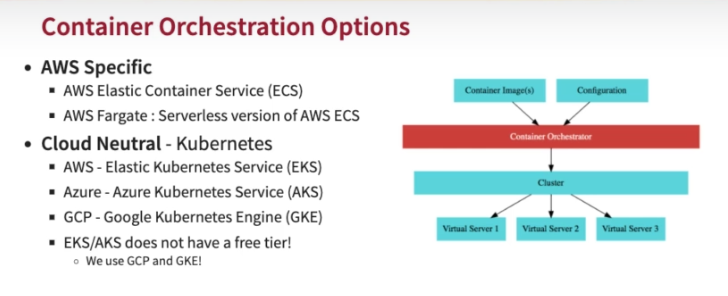 Container Orchestration Options
AWS Specific
AWS Elastic Container Service (ECS)
AWS Fargate : Serverless version of AWS ECS
Cloud Neutral - Kubernetes
AWS - Elastic Kubernetes Service (EKS)
Azure - Azure Kubernetes Service (AKS)
GCP - Google Kubernetes Engine (GKE)
EKS/AKS does not have a free tier!
We use GCP and GKE!
Container Image(s)
Configuration
Container Orchestrator
Cluster
Virtual Server 1
Virtual Server 2
Virtual Server 3